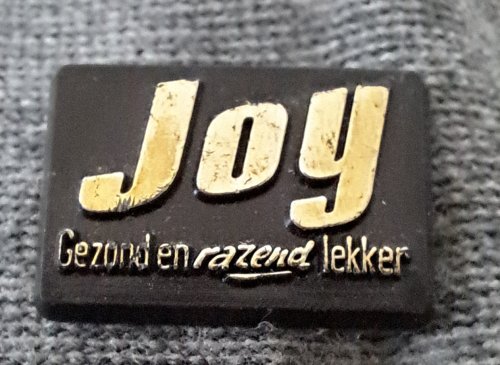 Joy
Gezond en razend lekker